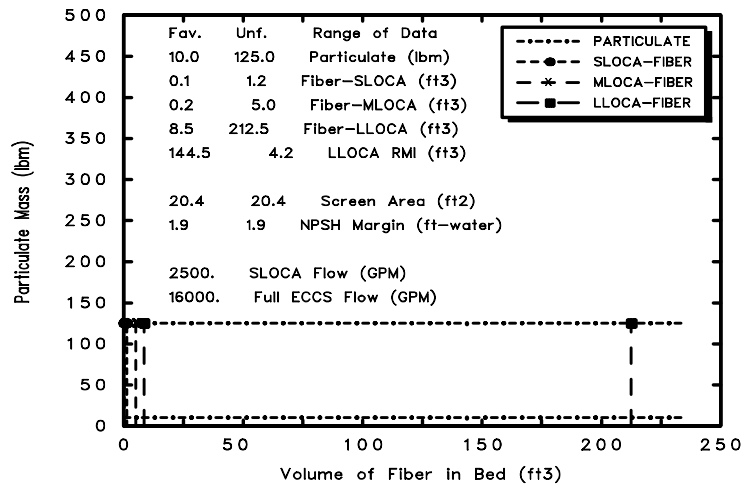 500
450
400
350
300
250
200
150
100
50
0
Particulate Mass (lbm)
Fav. Unf. Range of Data
10.0 125.0 Particulate (lbm)
0.1 1.2 Fiber-SLOCA (ft3)
0.2 5.0 Fiber-MLOCA (ft3)
8.5 212.5 Fiber-LLOCA (ft3)
144.5 4.2 LLOCA RMI (ft3)
20.4 20.4 Screen Area (ft2)
1.9 1.9 NPSH Margin (ft-water)
2500. SLOCA Flow (GPM)
16000. Full ECCS Flow (GPM)
PARTICULATE
SLOCA-FIBER
MLOCA-FIBER
LLOCA-FIBER
0 50 100 150 200 250
Volume of Fiber in Bed (ft3)